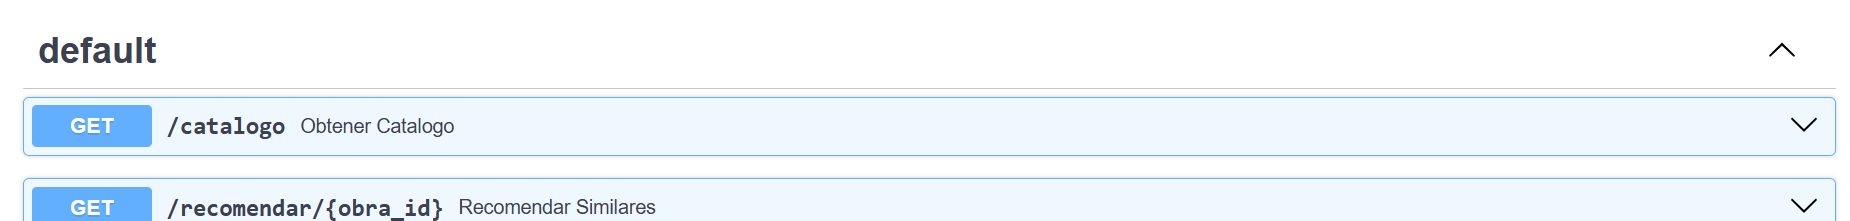 default
GET /catalogo Obtener Catalogo
GET /recomendar/{obra_id} Recomendar Similares